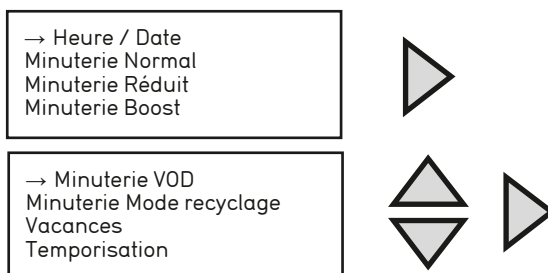 → Heure / Date
Minuterie Normal
Minuterie Réduit
Minuterie Boost
→ Minuterie VOD
Minuterie Mode recyclage
Vacances
Temporisation